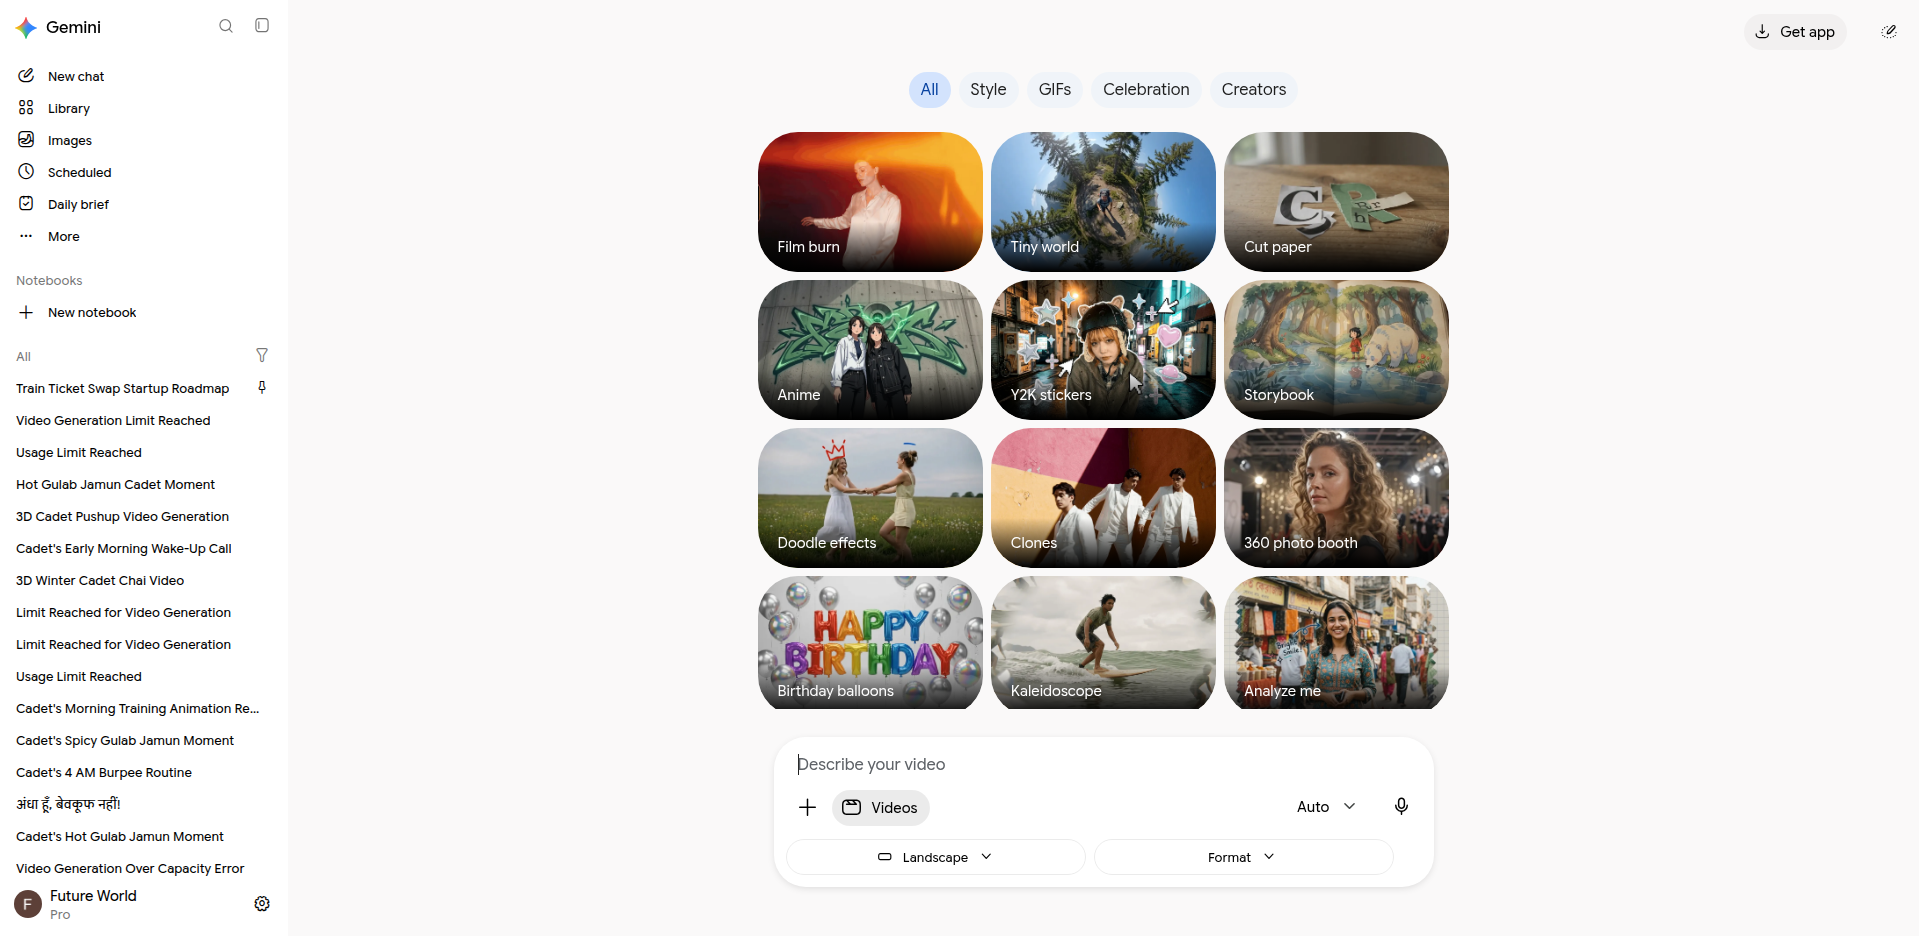 Gemini
New chat
Library
Images
Scheduled
Daily brief
More
Notebooks
New notebook
All
Train Ticket Swap Startup Roadmap
Video Generation Limit Reached
Usage Limit Reached
Hot Gulab Jamun Cadet Moment
3D Cadet Pushup Video Generation
Cadet's Early Morning Wake-Up Call
3D Winter Cadet Chai Video
Limit Reached for Video Generation
Limit Reached for Video Generation
Usage Limit Reached
Cadet's Morning Training Animation Re...
Cadet's Spicy Gulab Jamun Moment
Cadet's 4 AM Burpee Routine
अंधा हूँ, बेवकूफ नहीं!
Cadet's Hot Gulab Jamun Moment
Video Generation Over Capacity Error
F
Future World
Pro
Get app
All Style GIFs Celebration Creators
Film burn
Tiny world
C R
Br
h
Cut paper
Anime
Y2K stickers
Storybook
Doodle effects
Clones
360 photo booth
HAPPY
BIRTHDAY
Birthday balloons
Kaleidoscope
Bright
Smile
Analyze me
Describe your video
Videos
Auto
Landscape
Format